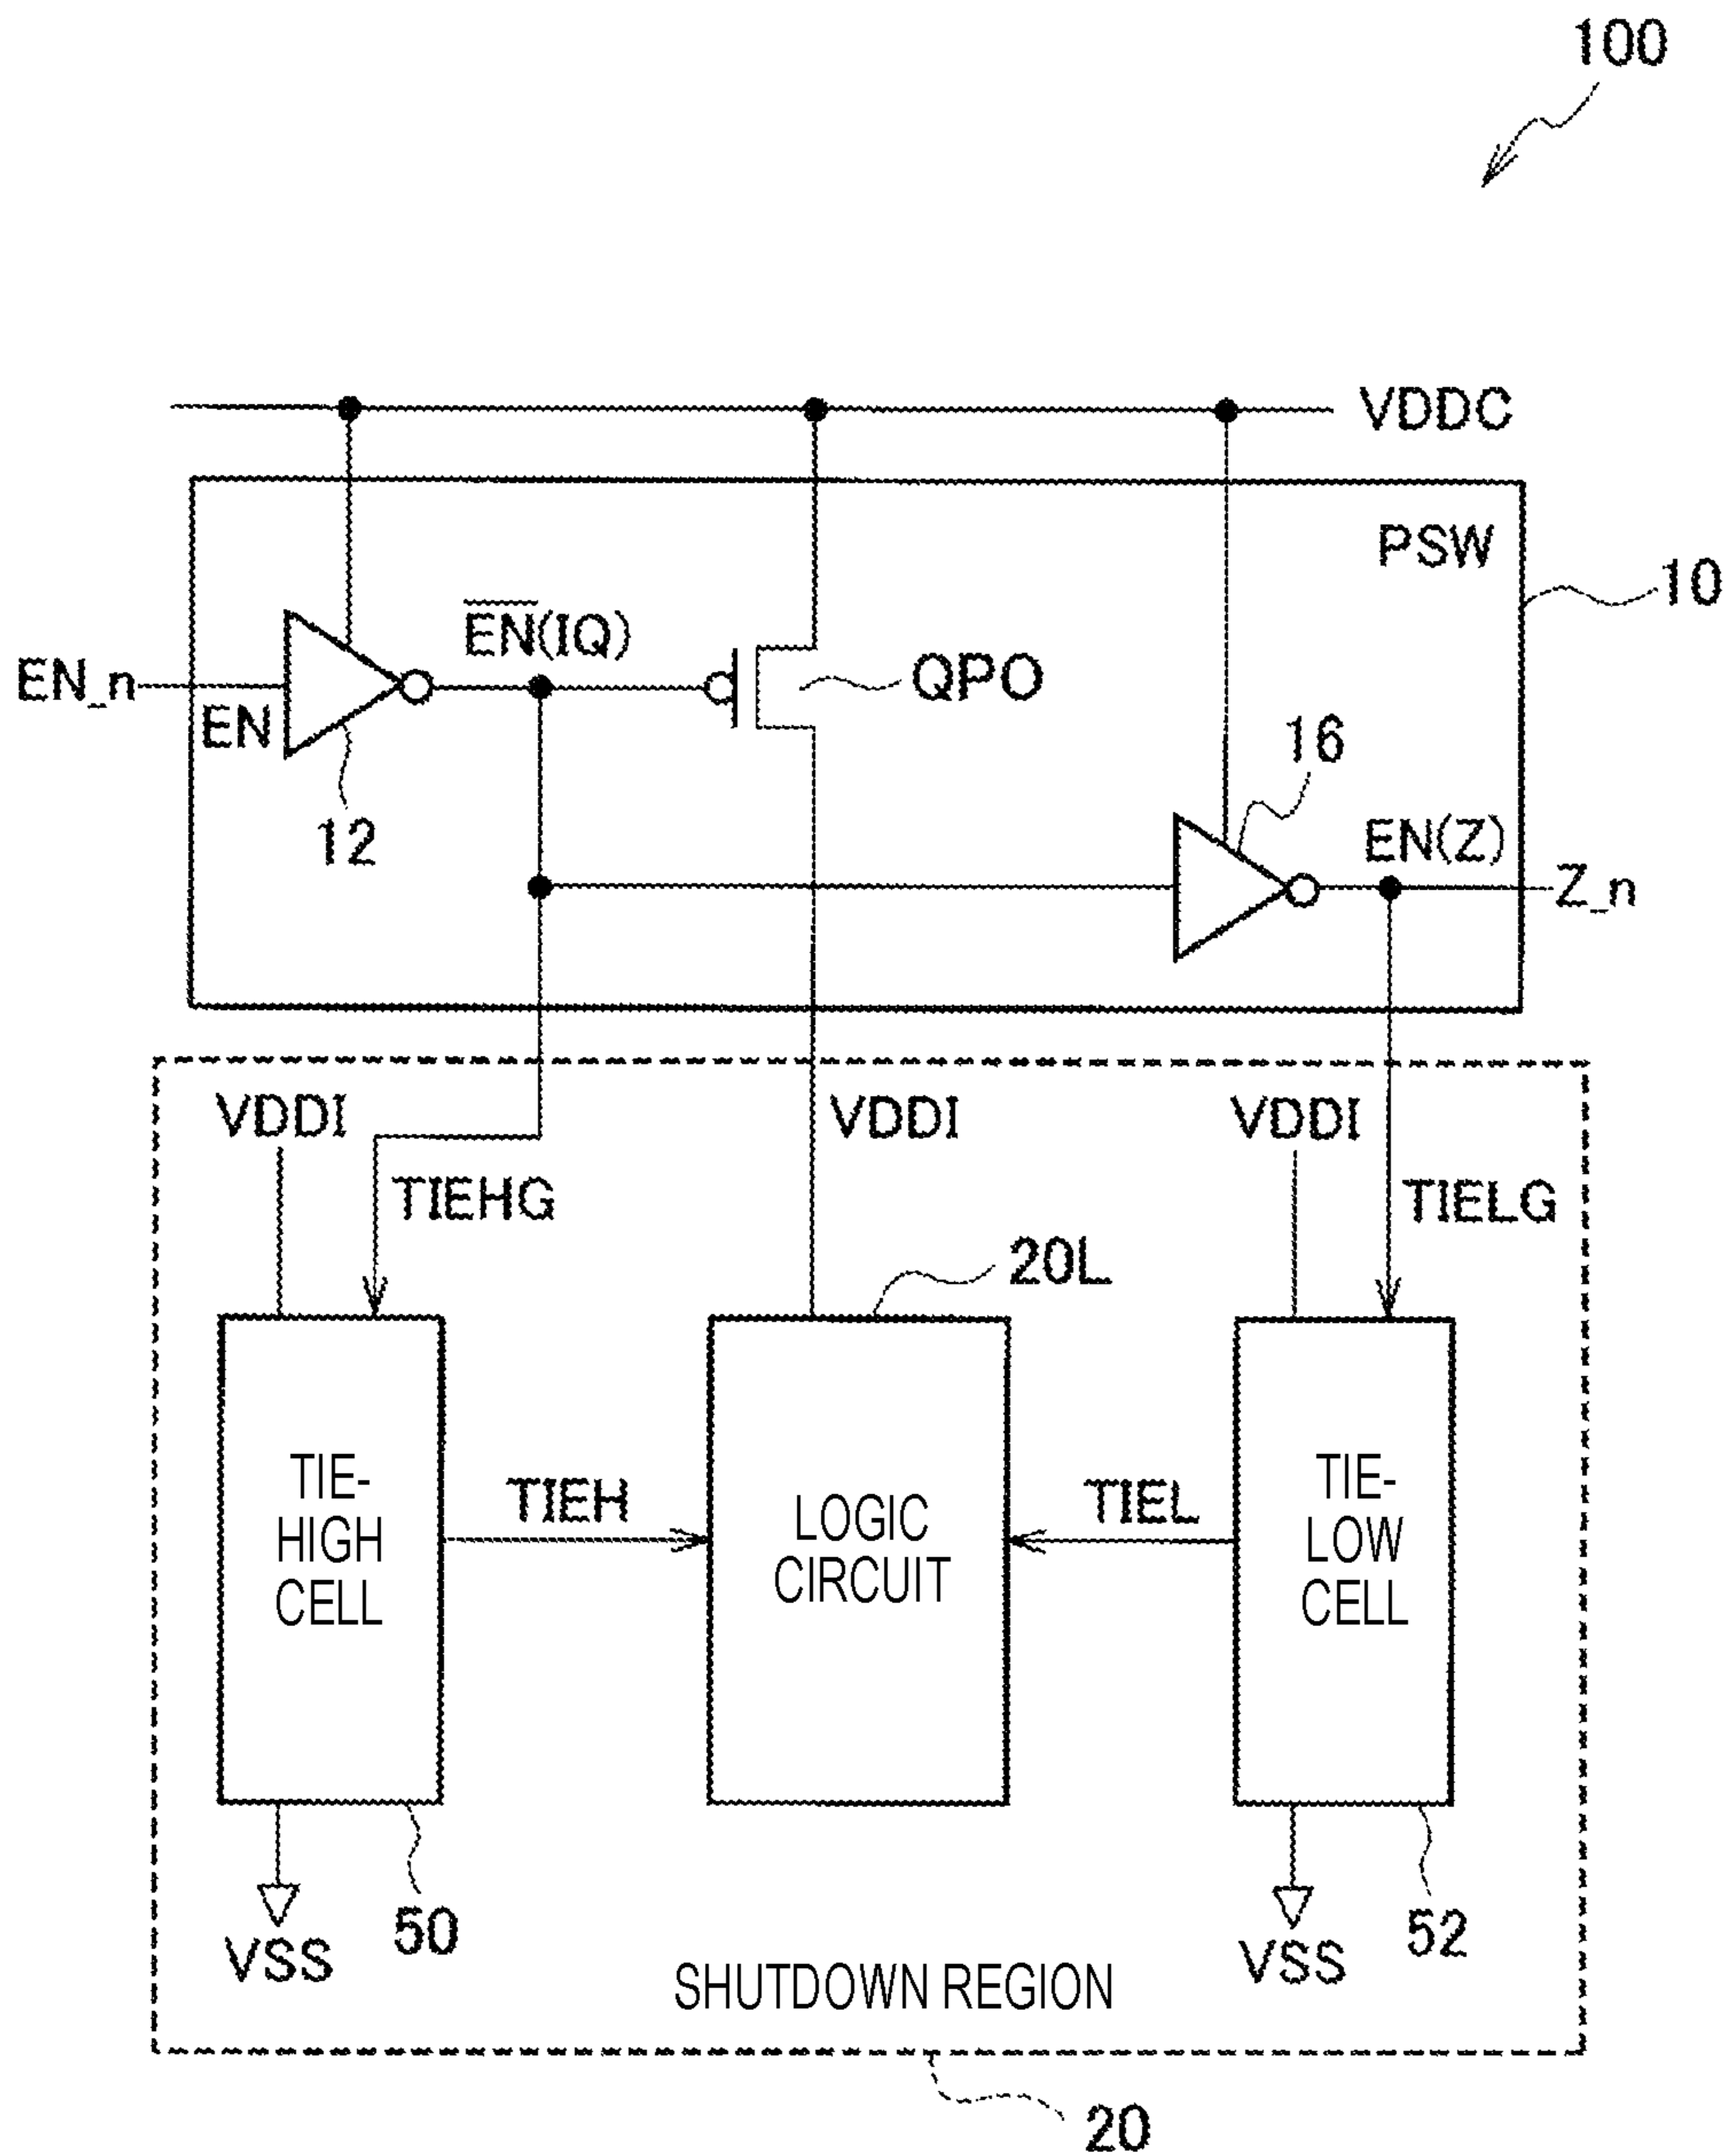 100
VDDC
PSW
10
EN_n
EN
E̅N̅(IQ)
QPO
12
16
EN(Z)
Z_n
VDDI
VDDI
VDDI
TIEHG
TIELG
20L
TIE-
HIGH
CELL
TIEH
LOGIC
CIRCUIT
TIEL
TIE-
LOW
CELL
50
52
VSS
VSS
SHUTDOWN REGION
20